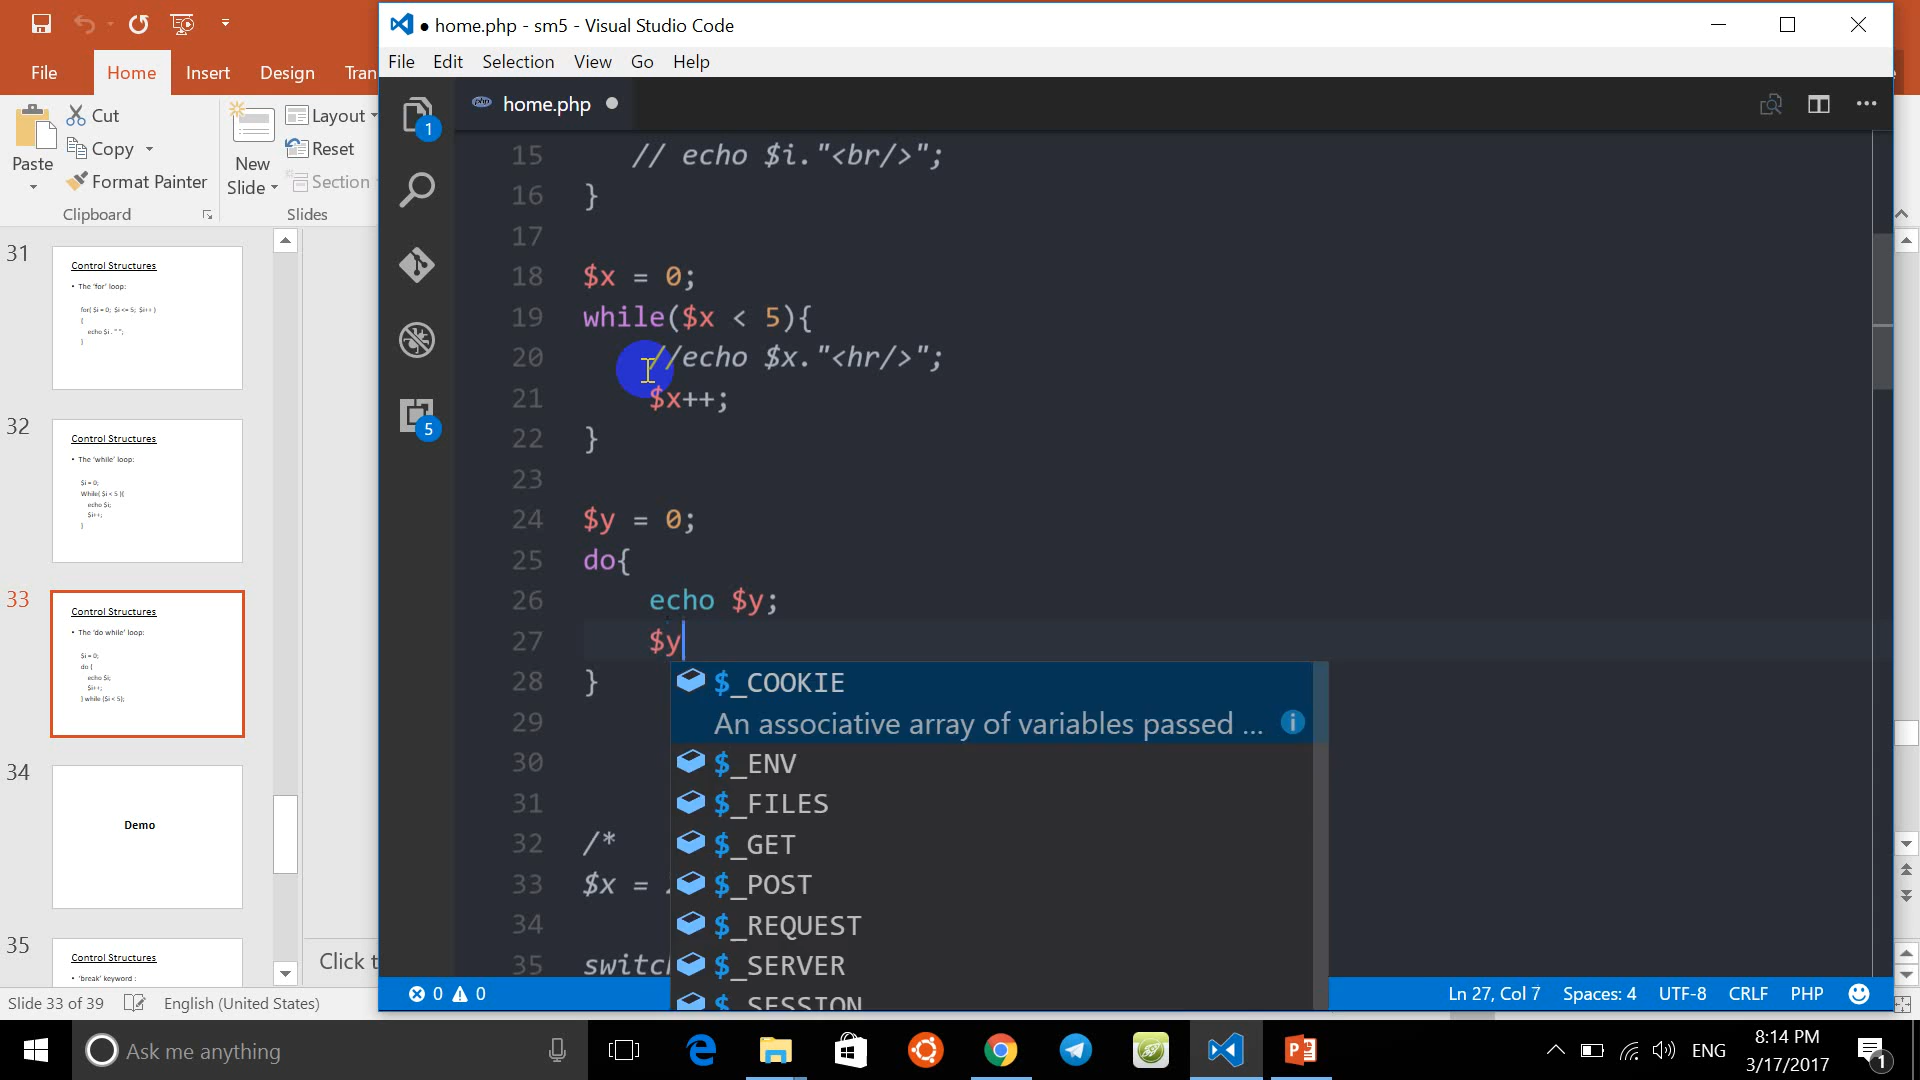 File
Home
Insert
Design
Tran
Paste
Cut
Copy
Format Painter
Clipboard
New
Slide
Layout
Reset
Section
Slides
31
Control Structures
• The 'for' loop:
for( $i = 0; $i <= 5; $i++ )
{
echo $i . " ";
}
32
Control Structures
• The 'while' loop:
$i = 0;
While( $i < 5 ){
echo $i;
$i++;
}
33
Control Structures
• The 'do while' loop:
$i = 0;
do {
echo $i;
$i++;
} while ($i < 5);
34
Demo
35
Control Structures
• 'break' keyword :
Click t
Slide 33 of 39
English (United States)
● home.php - sm5 - Visual Studio Code
File Edit Selection View Go Help
1
5
php home.php ●
15 // echo $i."<br/>";
16 }
17
18 $x = 0;
19 while($x < 5){
20 //echo $x."<hr/>";
21 $x++;
22 }
23
24 $y = 0;
25 do{
26 echo $y;
27 $y
28 }
29
30
31
32 /*
33 $x =
34
35 switch
$_COOKIE
An associative array of variables passed ...
$_ENV
$_FILES
$_GET
$_POST
$_REQUEST
$_SERVER
$_SESSION
0 0
Ln 27, Col 7 Spaces: 4 UTF-8 CRLF PHP
Ask me anything
ENG
8:14 PM
3/17/2017
1